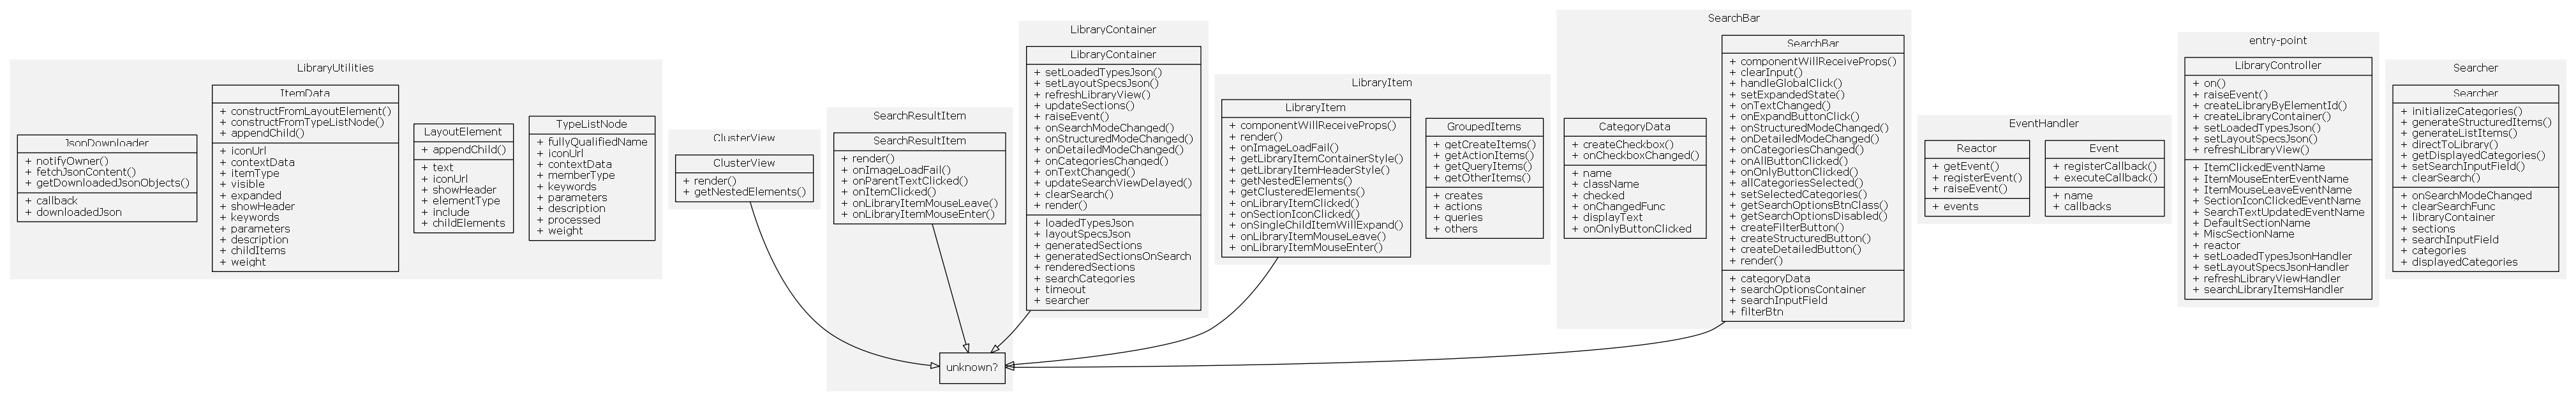 LibraryUtilities
JsonDownloader
+ notifyOwner()
+ fetchJsonContent()
+ getDownloadedJsonObjects()
+ callback
+ downloadedJson
ItemData
+ constructFromLayoutElement()
+ constructFromTypeListNode()
+ appendChild()
+ iconUrl
+ contextData
+ itemType
+ visible
+ expanded
+ showHeader
+ keywords
+ parameters
+ description
+ childItems
+ weight
LayoutElement
+ appendChild()
+ text
+ iconUrl
+ showHeader
+ elementType
+ include
+ childElements
TypeListNode
+ fullyQualifiedName
+ iconUrl
+ contextData
+ memberType
+ keywords
+ parameters
+ description
+ processed
+ weight
ClusterView
ClusterView
+ render()
+ getNestedElements()
SearchResultItem
SearchResultItem
+ render()
+ onImageLoadFail()
+ onParentTextClicked()
+ onItemClicked()
+ onLibraryItemMouseLeave()
+ onLibraryItemMouseEnter()
unknown?
LibraryContainer
LibraryContainer
+ setLoadedTypesJson()
+ setLayoutSpecsJson()
+ refreshLibraryView()
+ updateSections()
+ raiseEvent()
+ onSearchModeChanged()
+ onStructuredModeChanged()
+ onDetailedModeChanged()
+ onCategoriesChanged()
+ onTextChanged()
+ updateSearchViewDelayed()
+ clearSearch()
+ render()
+ loadedTypesJson
+ layoutSpecsJson
+ generatedSections
+ generatedSectionsOnSearch
+ renderedSections
+ searchCategories
+ timeout
+ searcher
LibraryItem
LibraryItem
+ componentWillReceiveProps()
+ render()
+ onImageLoadFail()
+ getLibraryItemContainerStyle()
+ getLibraryItemHeaderStyle()
+ getNestedElements()
+ getClusteredElements()
+ onLibraryItemClicked()
+ onSectionIconClicked()
+ onSingleChildItemWillExpand()
+ onLibraryItemMouseLeave()
+ onLibraryItemMouseEnter()
GroupedItems
+ getCreateItems()
+ getActionItems()
+ getQueryItems()
+ getOtherItems()
+ creates
+ actions
+ queries
+ others
SearchBar
CategoryData
+ createCheckbox()
+ onCheckboxChanged()
+ name
+ className
+ checked
+ onChangedFunc
+ displayText
+ onOnlyButtonClicked
SearchBar
+ componentWillReceiveProps()
+ clearInput()
+ handleGlobalClick()
+ setExpandedState()
+ onTextChanged()
+ onExpandButtonClick()
+ onStructuredModeChanged()
+ onDetailedModeChanged()
+ onCategoriesChanged()
+ onAllButtonClicked()
+ onOnlyButtonClicked()
+ allCategoriesSelected()
+ setSelectedCategories()
+ getSearchOptionsBtnClass()
+ getSearchOptionsDisabled()
+ createFilterButton()
+ createStructuredButton()
+ createDetailedButton()
+ render()
+ categoryData
+ searchOptionsContainer
+ searchInputField
+ filterBtn
EventHandler
Reactor
+ getEvent()
+ registerEvent()
+ raiseEvent()
+ events
Event
+ registerCallback()
+ executeCallback()
+ name
+ callbacks
entry-point
LibraryController
+ on()
+ raiseEvent()
+ createLibraryByElementId()
+ createLibraryContainer()
+ setLoadedTypesJson()
+ setLayoutSpecsJson()
+ refreshLibraryView()
+ ItemClickedEventName
+ ItemMouseEnterEventName
+ ItemMouseLeaveEventName
+ SectionIconClickedEventName
+ SearchTextUpdatedEventName
+ DefaultSectionName
+ MiscSectionName
+ reactor
+ setLoadedTypesJsonHandler
+ setLayoutSpecsJsonHandler
+ refreshLibraryViewHandler
+ searchLibraryItemsHandler
Searcher
Searcher
+ initializeCategories()
+ generateStructuredItems()
+ generateListItems()
+ directToLibrary()
+ getDisplayedCategories()
+ setSearchInputField()
+ clearSearch()
+ onSearchModeChanged
+ clearSearchFunc
+ libraryContainer
+ sections
+ searchInputField
+ categories
+ displayedCategories